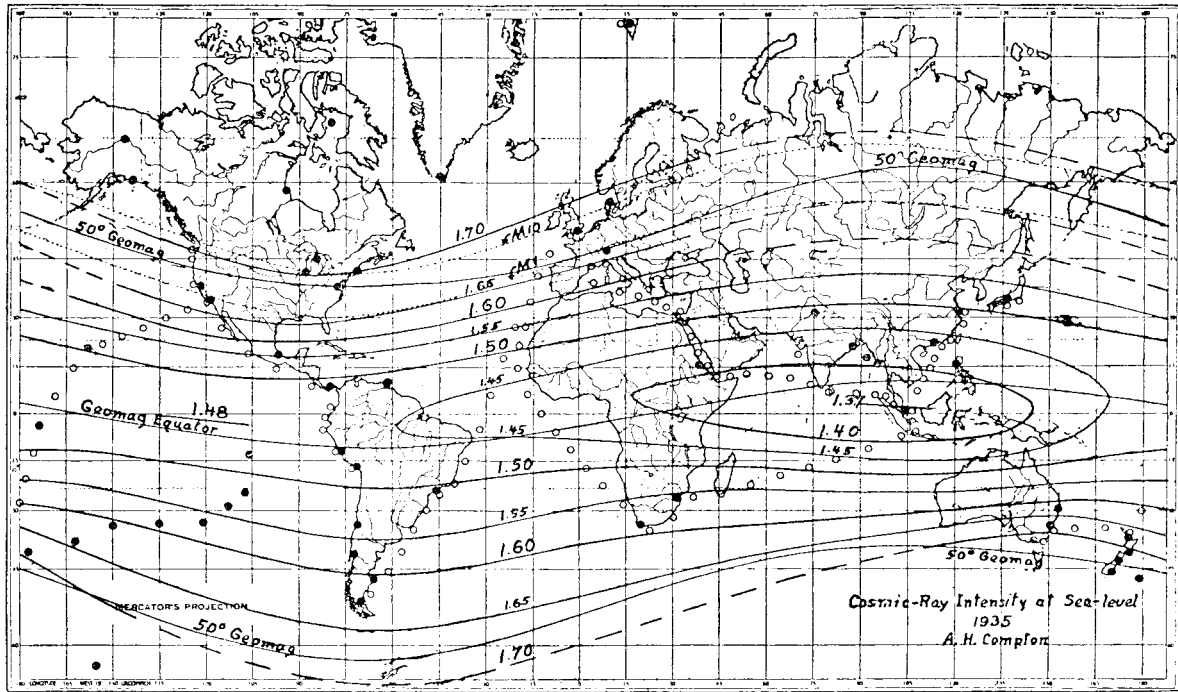 50° Geomag
50° Geomag
1.70
*M10
*M1
1.65
1.60
1.55
1.50
1.45
1.48
Geomag Equator
1.45
1.37
1.40
1.45
1.50
1.55
1.60
50° Geomag
1.65
MERCATOR'S PROJECTION
50° Geomag
1.70
Cosmic-Ray Intensity at Sea-level
1935
A. H. Compton